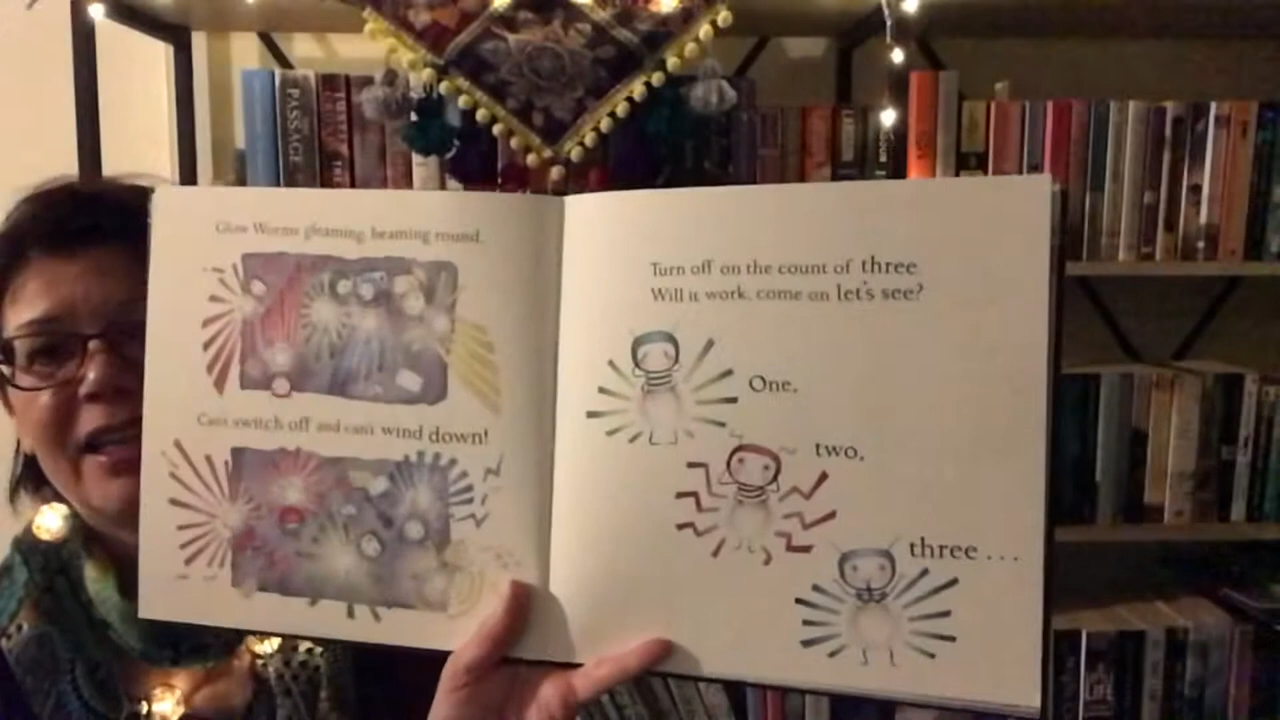 PASSAGE
Glow Worms gleaming, beaming round,
Can't switch off and can't wind down!
Turn off on the count of three
Will it work, come on let's see?
One,
two,
three...
LIFE